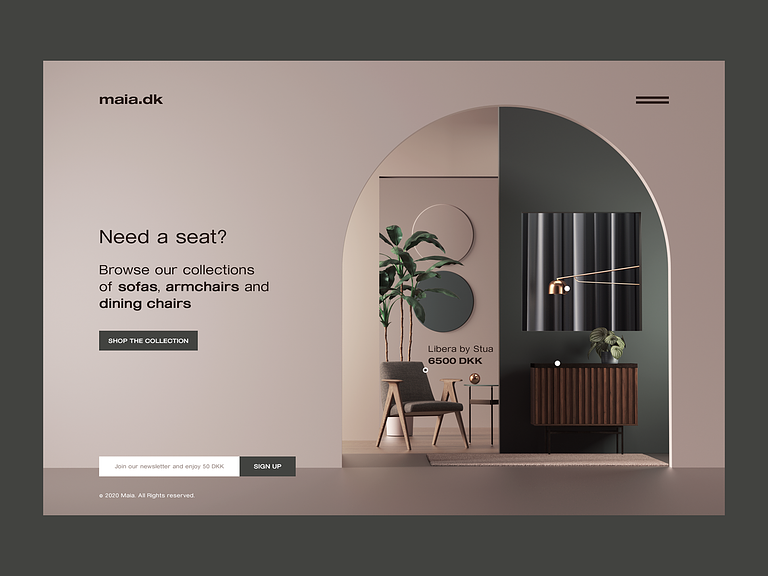 maia.dk
Need a seat?
Browse our collections
of sofas, armchairs and
dining chairs
SHOP THE COLLECTION
Libera by Stua
6500 DKK
Join our newsletter and enjoy 50 DKK
SIGN UP
© 2020 Maia. All Rights reserved.